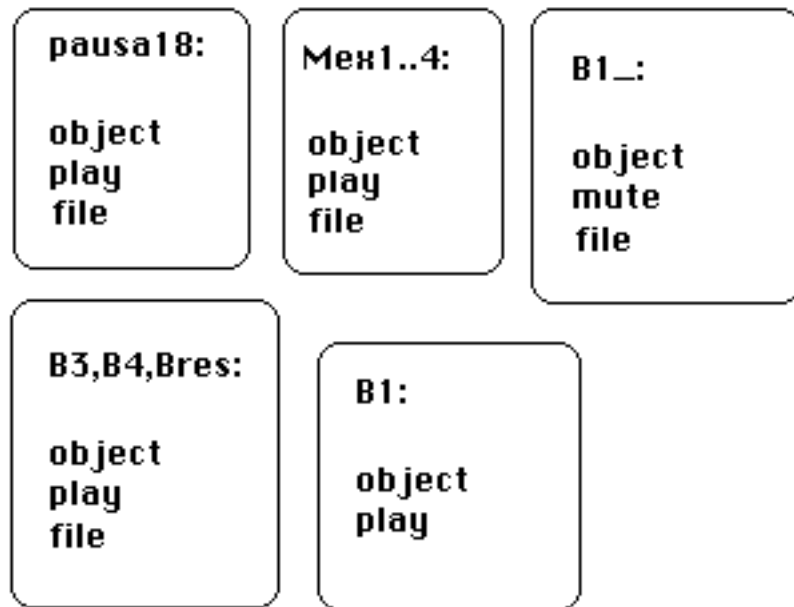 pausa18:
object
play
file
Mex1..4:
object
play
file
B1_:
object
mute
file
B3,B4,Bres:
object
play
file
B1:
object
play